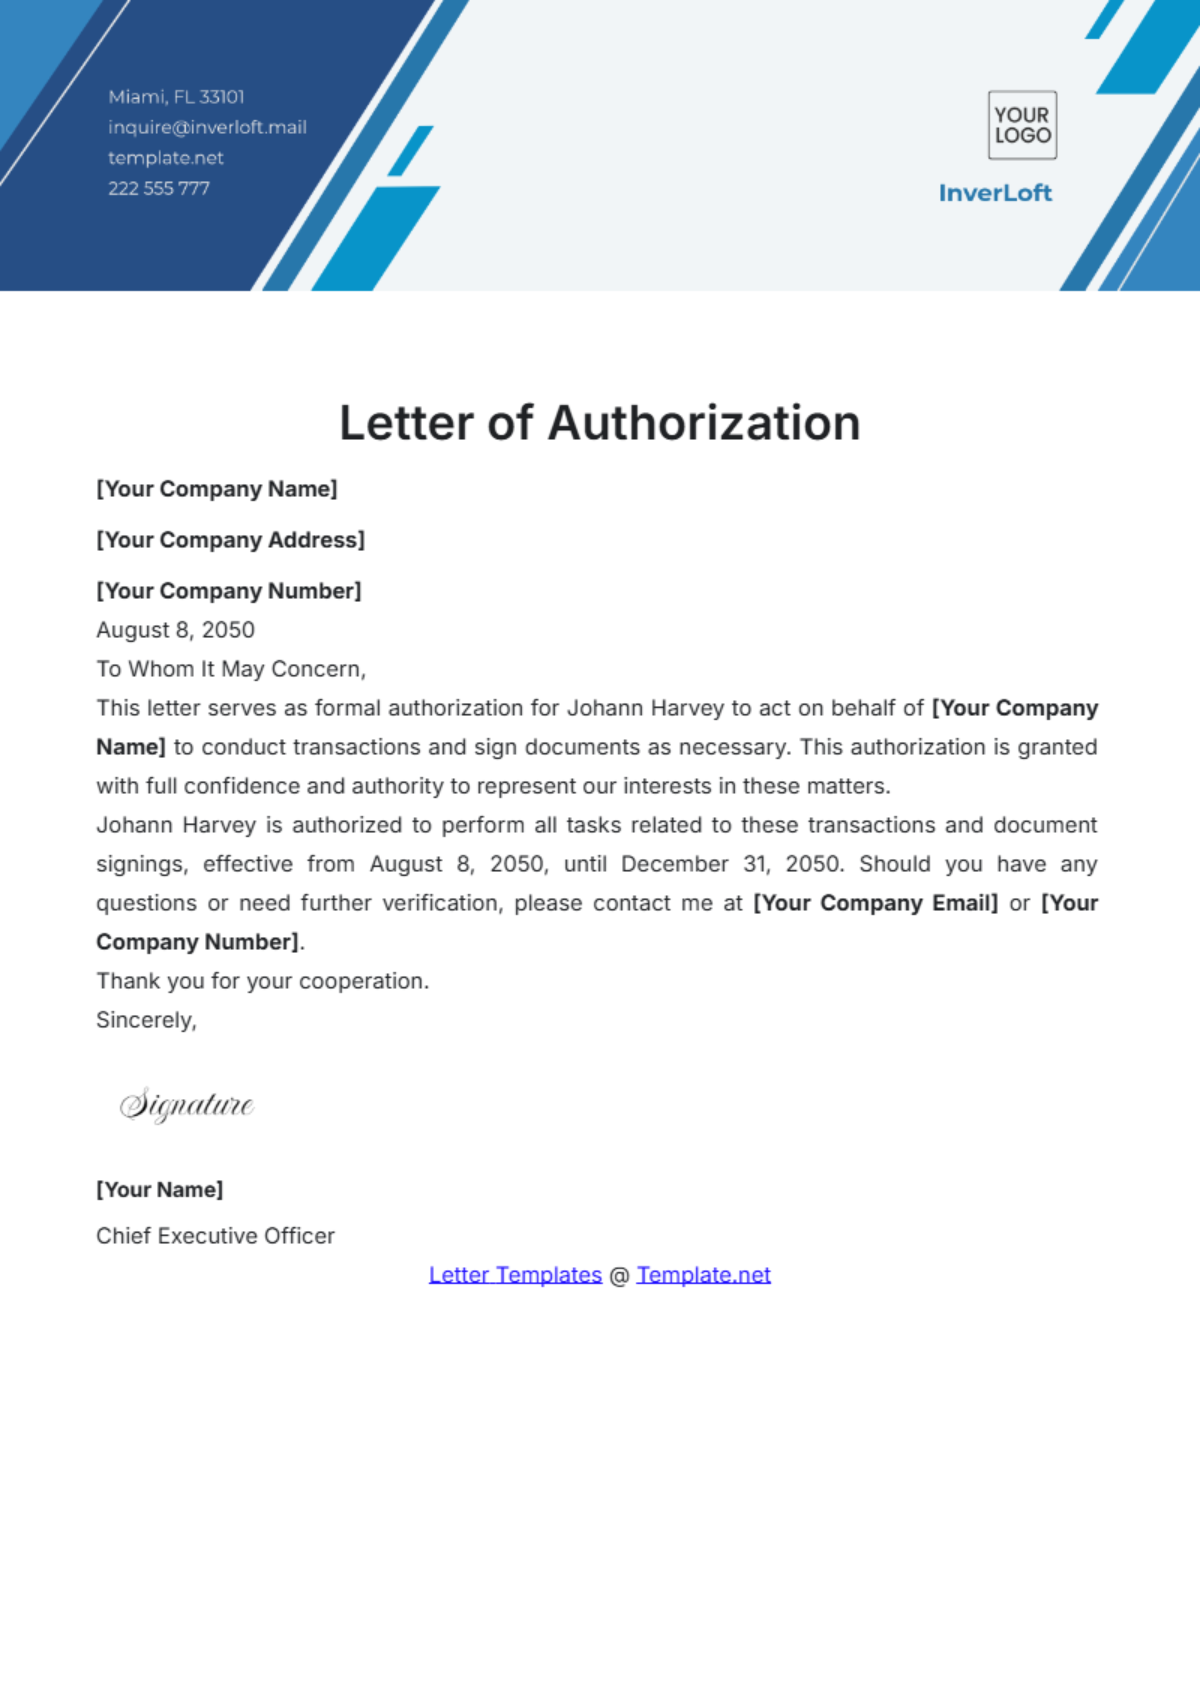 Miami, FL 33101
inquire@inverloft.mail
template.net
222 555 777
YOUR
LOGO
InverLoft
Letter of Authorization
[Your Company Name]
[Your Company Address]
[Your Company Number]
August 8, 2050
To Whom It May Concern,
This letter serves as formal authorization for Johann Harvey to act on behalf of [Your Company
Name] to conduct transactions and sign documents as necessary. This authorization is granted
with full confidence and authority to represent our interests in these matters.
Johann Harvey is authorized to perform all tasks related to these transactions and document
signings, effective from August 8, 2050, until December 31, 2050. Should you have any
questions or need further verification, please contact me at [Your Company Email] or [Your
Company Number].
Thank you for your cooperation.
Sincerely,
Signature
[Your Name]
Chief Executive Officer
Letter Templates @ Template.net